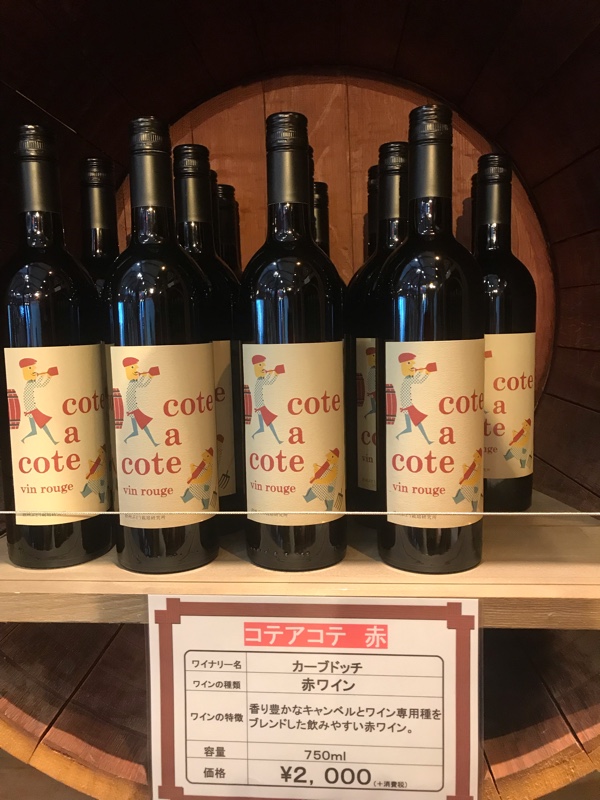 cote
a
cote
vin rouge
cote
a
cote
vin rouge
cote
a
cote
vin rouge
cote
a
cote
vin rouge
cote
a
コテアコテ 赤
ワイナリー名 カーブドッチ
ワインの種類 赤ワイン
ワインの特徴 香り豊かなキャンベルとワイン専用種を
ブレンドした飲みやすい赤ワイン。
容量 750ml
価格 ¥2,000(+消費税)